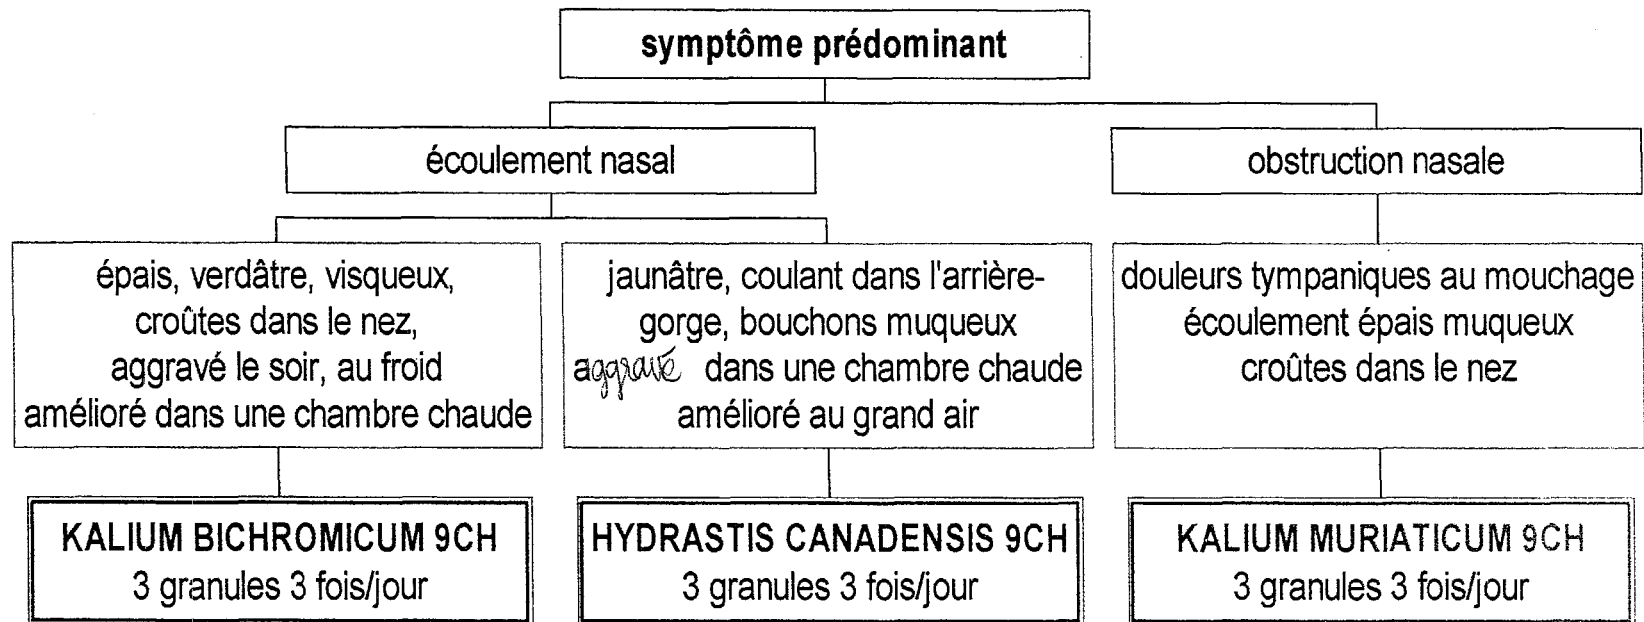 symptôme prédominant
écoulement nasal
obstruction nasale
épais, verdâtre, visqueux,
croûtes dans le nez,
aggravé le soir, au froid
amélioré dans une chambre chaude
jaunâtre, coulant dans l'arrière-
gorge, bouchons muqueux
aggravé dans une chambre chaude
amélioré au grand air
douleurs tympaniques au mouchage
écoulement épais muqueux
croûtes dans le nez
KALIUM BICHROMICUM 9CH
3 granules 3 fois/jour
HYDRASTIS CANADENSIS 9CH
3 granules 3 fois/jour
KALIUM MURIATICUM 9CH
3 granules 3 fois/jour